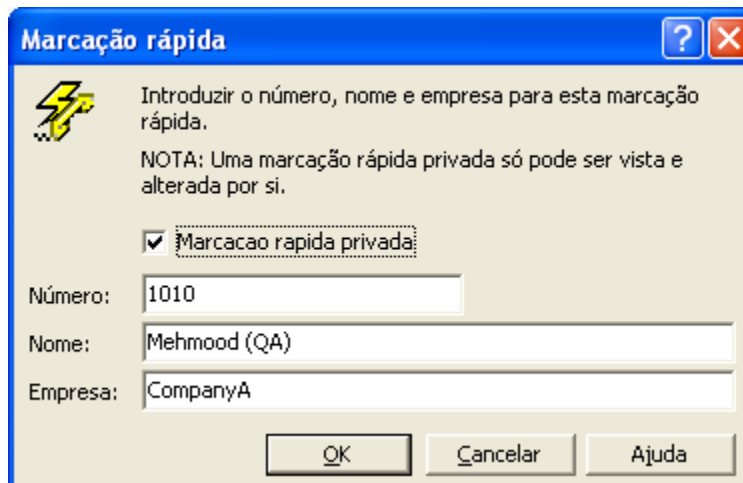 Marcação rápida
Introduzir o número, nome e empresa para esta marcação
rápida.
NOTA: Uma marcação rápida privada só pode ser vista e
alterada por si.
Marcacao rapida privada
Número: 1010
Nome: Mehmood (QA)
Empresa: CompanyA
OK Cancelar Ajuda